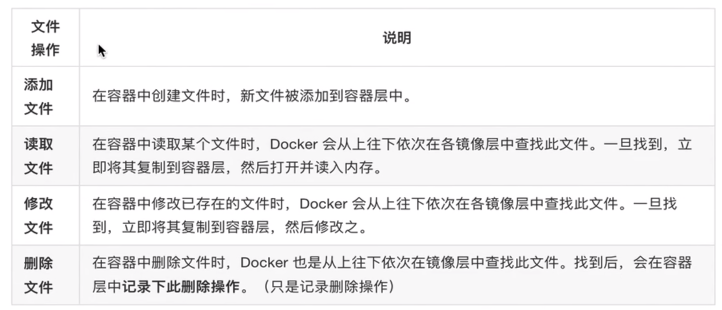 文件
操作
说明
添加
文件
在容器中创建文件时，新文件被添加到容器层中。
读取
文件
在容器中读取某个文件时，Docker 会从上往下依次在各镜像层中查找此文件。一旦找到，立
即将其复制到容器层，然后打开并读入内存。
修改
文件
在容器中修改已存在的文件时，Docker 会从上往下依次在各镜像层中查找此文件。一旦找
到，立即将其复制到容器层，然后修改之。
删除
文件
在容器中删除文件时，Docker 也是从上往下依次在镜像层中查找此文件。找到后，会在容器
层中记录下此删除操作。（只是记录删除操作）